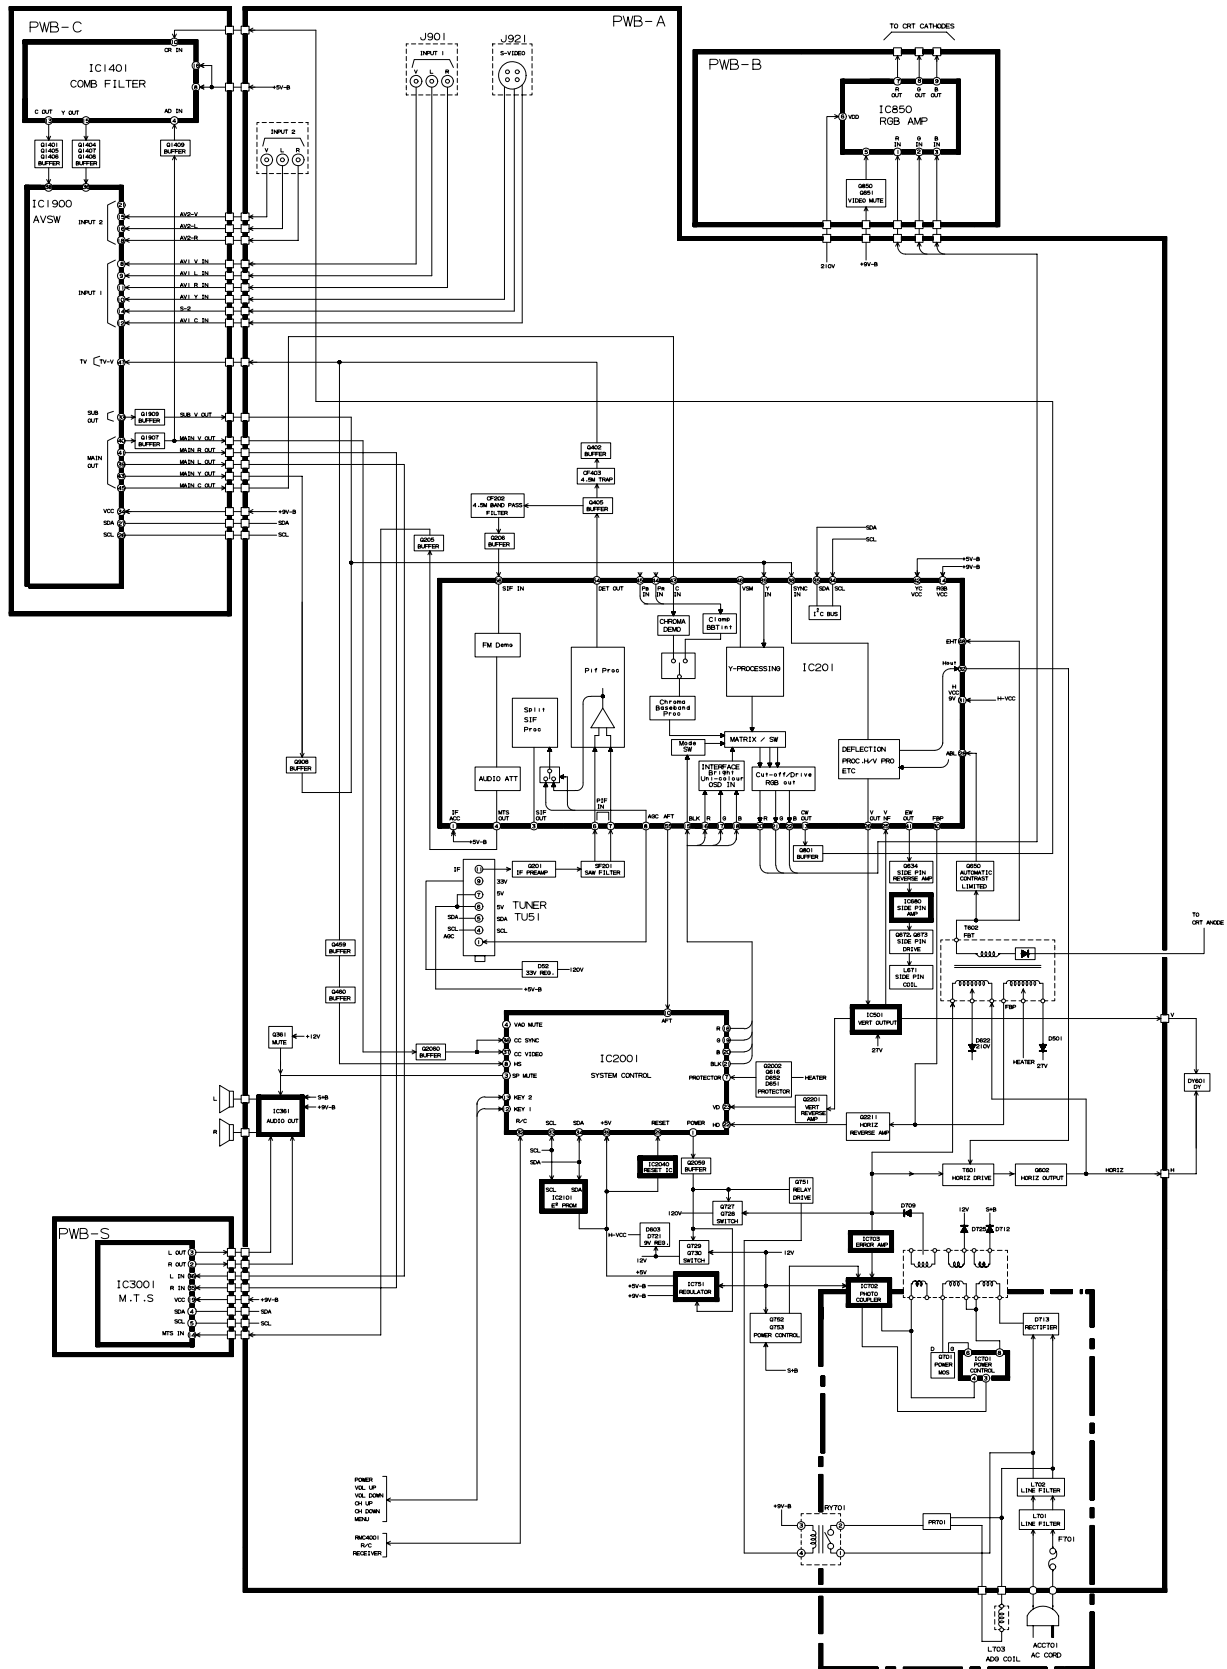 PWB-C
PWB-A
PWB-B
TO CRT CATHODES
CR IN
IC1401
COMB FILTER
+5V-B
C OUT
Y OUT
AD IN
Q1401
Q1405
Q1406
BUFFER
Q1404
Q1407
Q1408
BUFFER
Q1409
BUFFER
J901
INPUT 1
V L R
J921
S-VIDEO
INPUT 2
V L R
IC850
RGB AMP
R OUT
G OUT
B OUT
VDD
R IN
G IN
B IN
Q850
Q851
VIDEO MUTE
210V
+9V-B
IC1900
AVSW
INPUT 2
AV2-V
AV2-L
AV2-R
INPUT 1
AV1 V IN
AV1 L IN
AV1 R IN
AV1 Y IN
S-2
AV1 C IN
TV
TV-V
SUB OUT
Q1909
BUFFER
SUB V OUT
Q1907
BUFFER
MAIN OUT
MAIN V OUT
MAIN R OUT
MAIN L OUT
MAIN Y OUT
MAIN C OUT
VCC
+9V-B
SDA
SDA
SCL
SCL
Q402
BUFFER
CF403
4.5M TRAP
Q405
BUFFER
CF202
4.5M BAND PASS
FILTER
Q205
BUFFER
Q206
BUFFER
SDA
SCL
+5V-B
+9V-B
SIF IN
DET OUT
C IN
VSM
Y IN
SYNC IN
SDA
SCL
YC VCC
RGB VCC
I²C BUS
FM Demo
CHROMA
DEMO
Clamp
BBTint
Pif Proc
Y-PROCESSING
IC201
EHT
Hout
H VCC 9V
H-VCC
ABL
Split
SIF
Proc
Chroma
Baseband
Proc
Mode
SW
MATRIX / SW
DEFLECTION
PROC.H/V PRO
ETC
AUDIO ATT
INTERFACE
Bright
Uni-colour
OSD IN
Cut-off/Drive
RGB out
Q908
BUFFER
IF ACC
+5V-B
MTS OUT
SIF OUT
PIF IN
AGC
AFT
BLK R G B
R G B
CW OUT
V OUT
V NF
EW OUT
FBP
Q801
BUFFER
IF
33V
5V
5V
SDA
SDA
SCL
SCL
AGC
TUNER
TU51
Q201
IF PREAMP
SF201
SAW FILTER
D52
33V REG.
120V
+5V-B
Q634
SIDE PIN
REVERSE AMP
IC680
SIDE PIN
AMP
Q672, Q673
SIDE PIN
DRIVE
L671
SIDE PIN
COIL
Q650
AUTOMATIC
CONTRAST
LIMITED
T602
FBT
TO CRT ANODE
FBP
D622
210V
HEATER
D501
27V
Q459
BUFFER
Q460
BUFFER
IC501
VERT OUTPUT
27V
V
DY601
DY
H
Q361
MUTE
+12V
Q2060
BUFFER
AFT
VAO MUTE
CC SYNC
CC VIDEO
HS
SP MUTE
KEY 2
KEY 1
R/C
IC2001
SYSTEM CONTROL
R
G
B
BLK
PROTECTOR
VD
HD
SCL
SDA
+5V
RESET
POWER
Q2002
Q616
D652
D651
PROTECTOR
HEATER
Q2201
VERT
REVERSE
AMP
Q2211
HORIZ
REVERSE AMP
L
R
IC361
AUDIO OUT
S+B
+9V-B
SCL
SDA
SCL SDA
IC2101
E² PROM
IC2040
RESET IC
Q2059
BUFFER
Q751
RELAY
DRIVE
T601
HORIZ DRIVE
Q602
HORIZ OUTPUT
HORIZ
120V
Q727
Q728
SWITCH
H-VCC
D803
D721
9V REG.
12V
Q729
Q730
SWITCH
12V
IC703
ERROR AMP
D709
12V
D725
S+B
D712
+5V
+5V-B
+9V-B
IC751
REGULATOR
IC702
PHOTO
COUPLER
Q752
Q753
POWER CONTROL
S+B
D G
Q701
POWER
MOS
IC701
POWER
CONTROL
D713
RECTIFIER
PWB-S
IC3001
M.T.S
L OUT
R OUT
L IN
R IN
VCC
+9V-B
SDA
SDA
SCL
SCL
MTS IN
POWER
VOL UP
VOL DOWN
CH UP
CH DOWN
MENU
RMC4001
R/C
RECEIVER
+9V-B
RY701
PR701
L702
LINE FILTER
L701
LINE FILTER
F701
L703
ADG COIL
ACC701
AC CORD